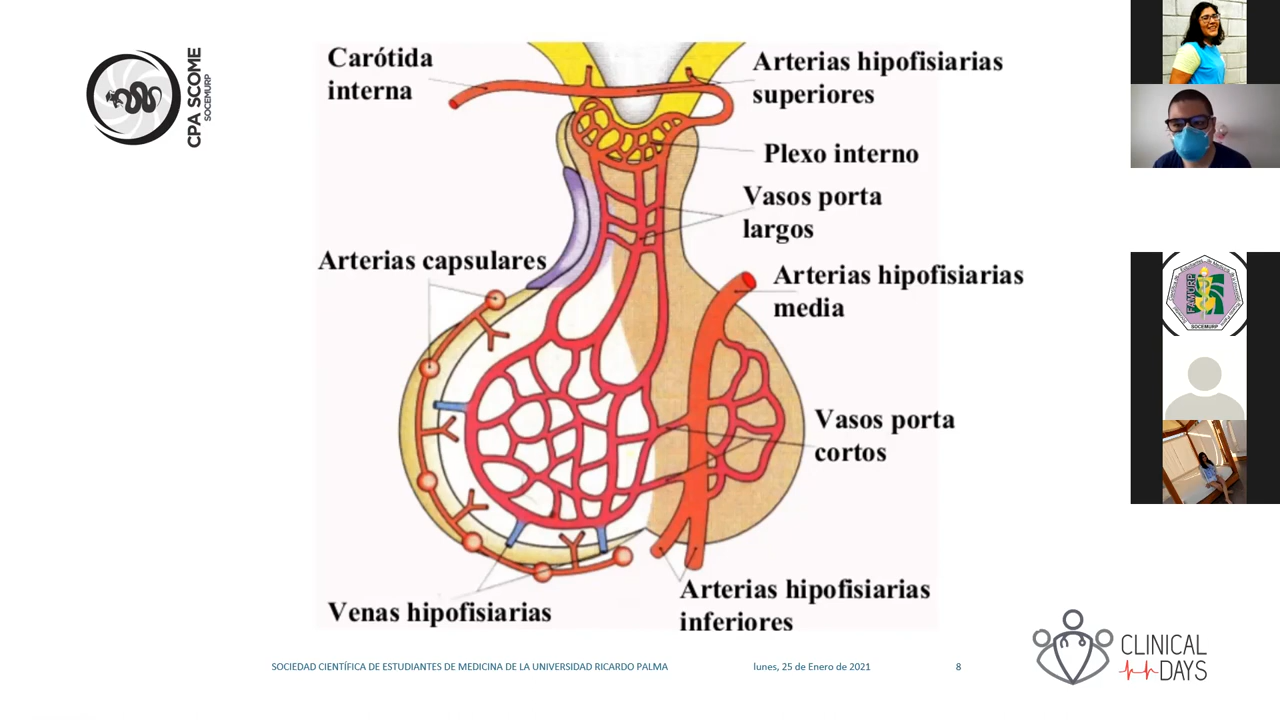 CPA SCOME
SOCEMURP
Carótida
interna
Arterias hipofisiarias
superiores
Plexo interno
Vasos porta
largos
Arterias capsulares
Arterias hipofisiarias
media
Vasos porta
cortos
Arterias hipofisiarias
inferiores
Venas hipofisiarias
FAMURP
SOCEMURP
SOCIEDAD CIENTÍFICA DE ESTUDIANTES DE MEDICINA DE LA UNIVERSIDAD RICARDO PALMA
lunes, 25 de Enero de 2021
8
CLINICAL
DAYS